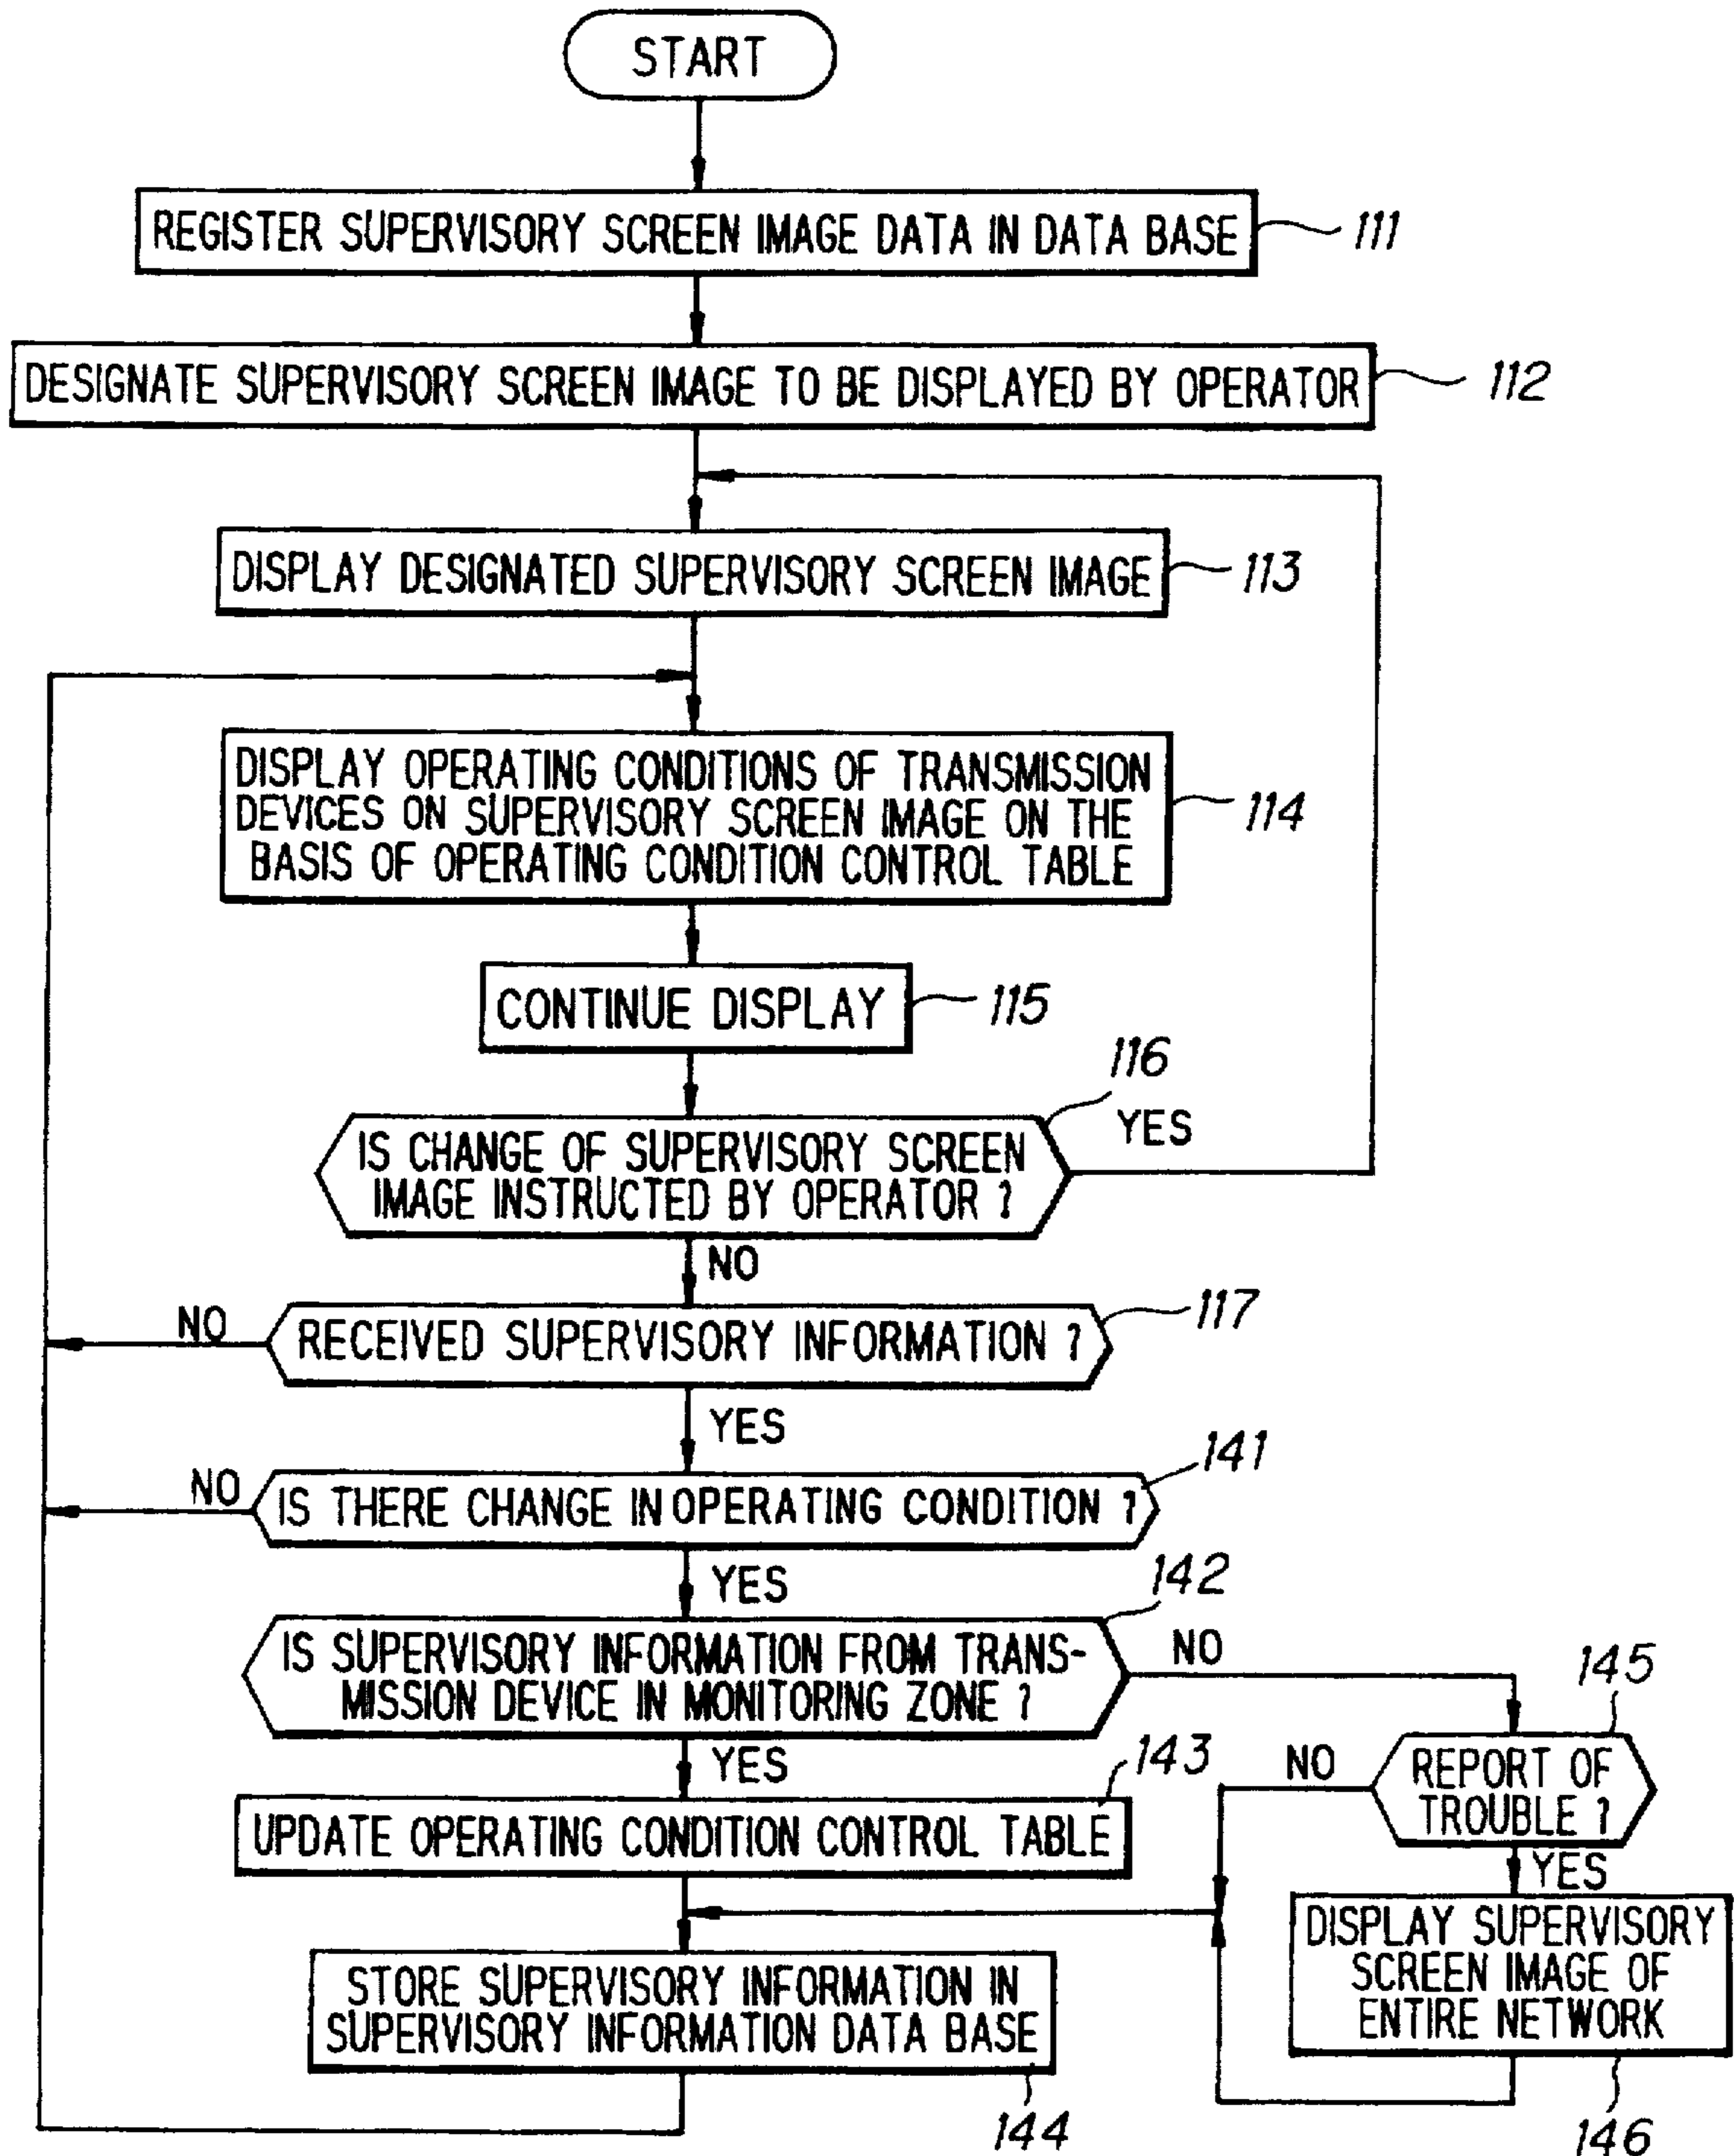 START
REGISTER SUPERVISORY SCREEN IMAGE DATA IN DATA BASE
111
DESIGNATE SUPERVISORY SCREEN IMAGE TO BE DISPLAYED BY OPERATOR
112
DISPLAY DESIGNATED SUPERVISORY SCREEN IMAGE
113
DISPLAY OPERATING CONDITIONS OF TRANSMISSION
DEVICES ON SUPERVISORY SCREEN IMAGE ON THE
BASIS OF OPERATING CONDITION CONTROL TABLE
114
CONTINUE DISPLAY
115
116
IS CHANGE OF SUPERVISORY SCREEN
IMAGE INSTRUCTED BY OPERATOR ?
YES
NO
117
NO
RECEIVED SUPERVISORY INFORMATION ?
YES
141
NO
IS THERE CHANGE IN OPERATING CONDITION ?
YES
142
IS SUPERVISORY INFORMATION FROM TRANS-
MISSION DEVICE IN MONITORING ZONE ?
NO
145
YES
143
NO
REPORT OF
TROUBLE ?
UPDATE OPERATING CONDITION CONTROL TABLE
YES
DISPLAY SUPERVISORY
SCREEN IMAGE OF
ENTIRE NETWORK
146
STORE SUPERVISORY INFORMATION IN
SUPERVISORY INFORMATION DATA BASE
144